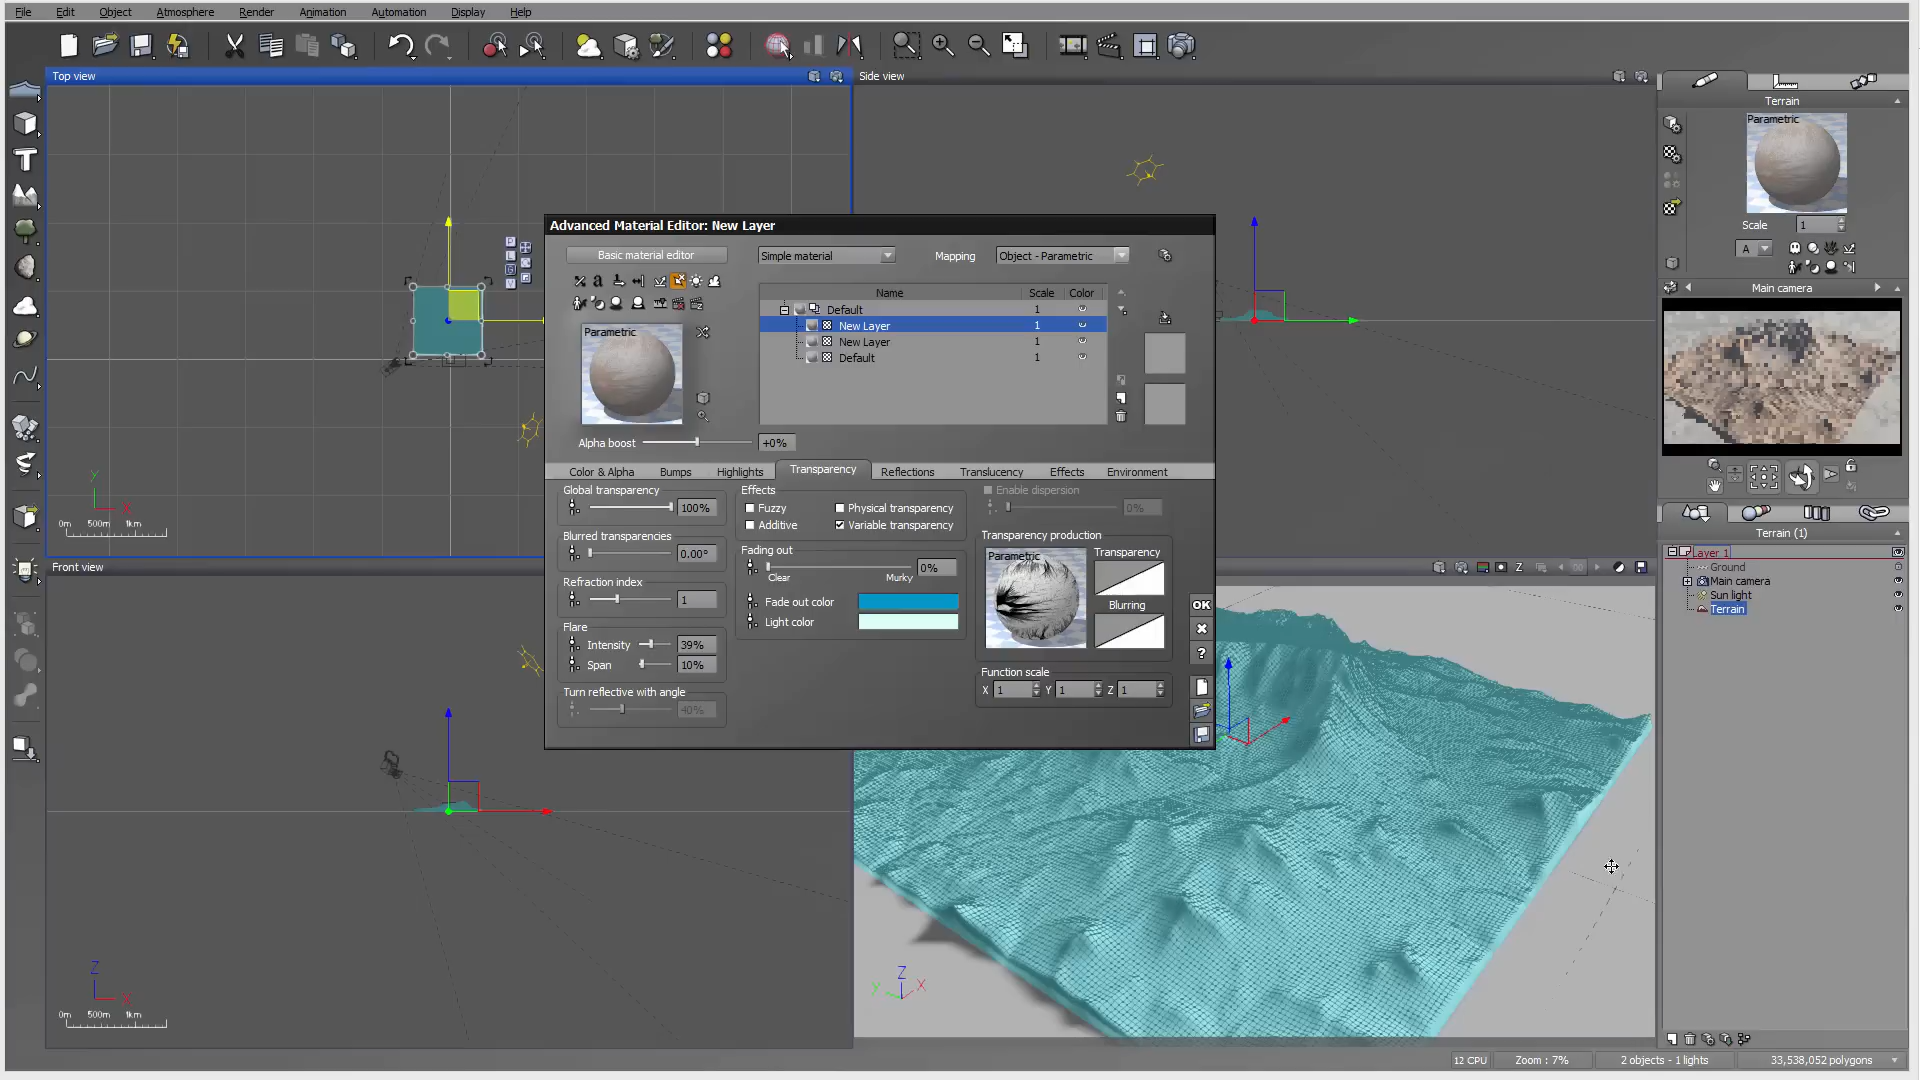 File Edit Object Atmosphere Render Animation Automation Display Help
Top view
Side view
Terrain
Parametric
Scale 1
A
Main camera
Advanced Material Editor: New Layer
Basic material editor Simple material Mapping Object - Parametric
Name Scale Color
Default 1
New Layer 1
New Layer 1
Default 1
Parametric
Alpha boost +0%
Color & Alpha Bumps Highlights Transparency Reflections Translucency Effects Environment
Global transparency
100%
Blurred transparencies
0.00°
Refraction index
1
Flare
Intensity 39%
Span 10%
Turn reflective with angle
40%
Effects
Fuzzy Physical transparency
Additive Variable transparency
Fading out
0%
Clear Murky
Fade out color
Light color
Enable dispersion
0%
Transparency production
Parametric Transparency
Blurring
Function scale
X 1 Y 1 Z 1
OK
?
Y
X
0m 500m 1km
Front view
Z
X
0m 500m 1km
Z
Z
Y X
Terrain (1)
Layer 1
Ground
Main camera
Sun light
Terrain
12 CPU Zoom : 7% 2 objects - 1 lights 33,538,052 polygons